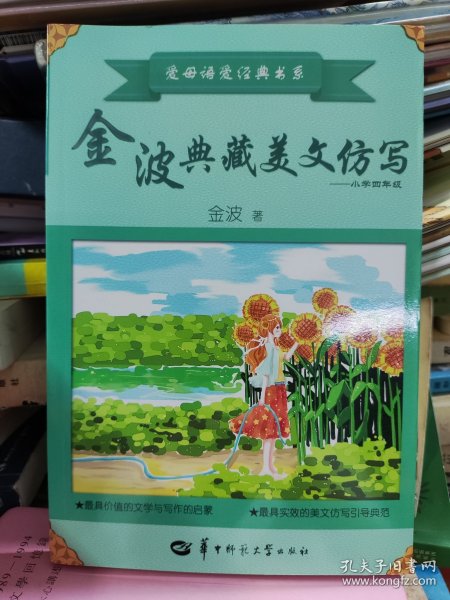 爱母语爱经典书系
金波典藏美文仿写
——小学四年级
金波 著
★最具价值的文学与写作的启蒙
★最具实效的美文仿写引导典范
华中师范大学出版社
1989-1994
孔夫子旧书网
book.kongfz.com